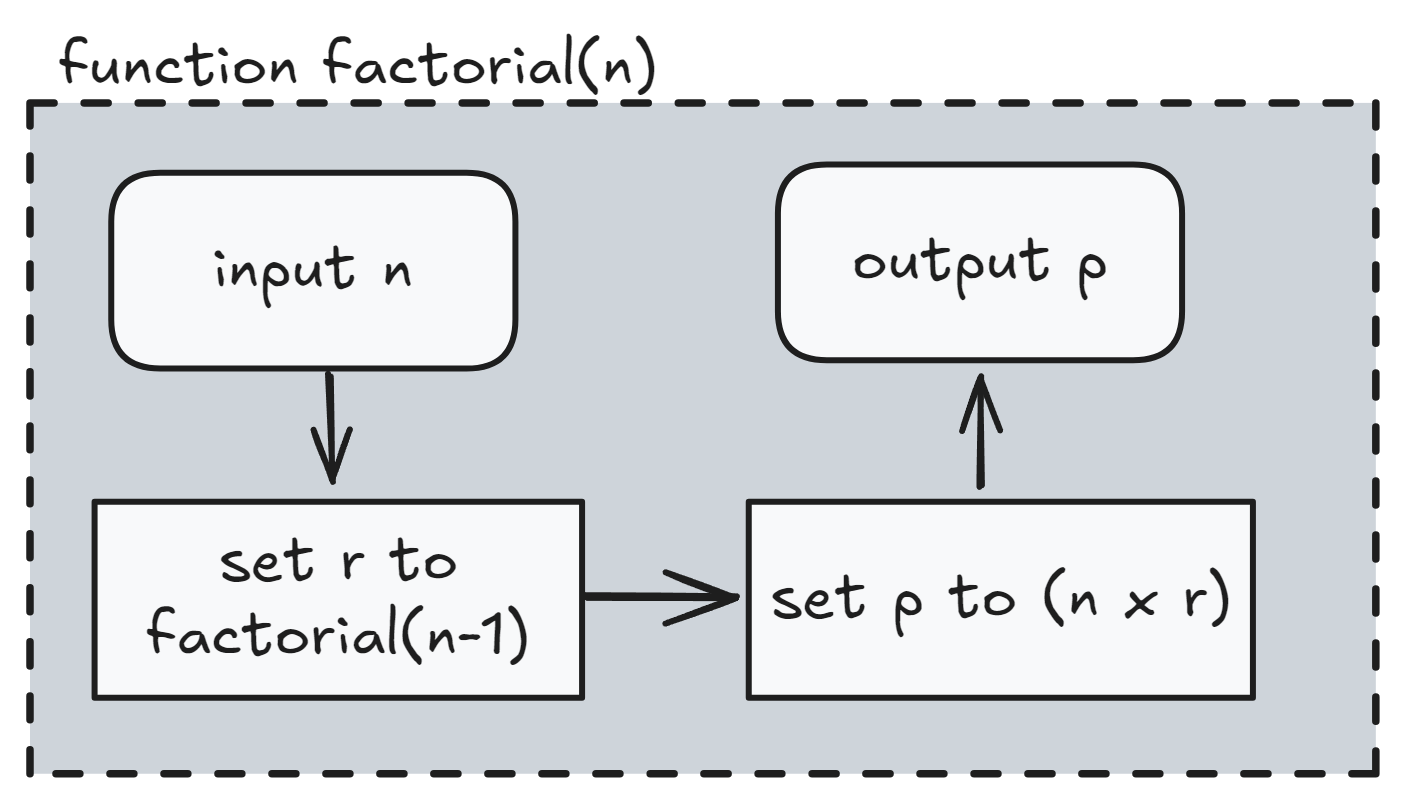 function factorial(n)
input n
set r to
factorial(n-1)
set p to (n x r)
output p